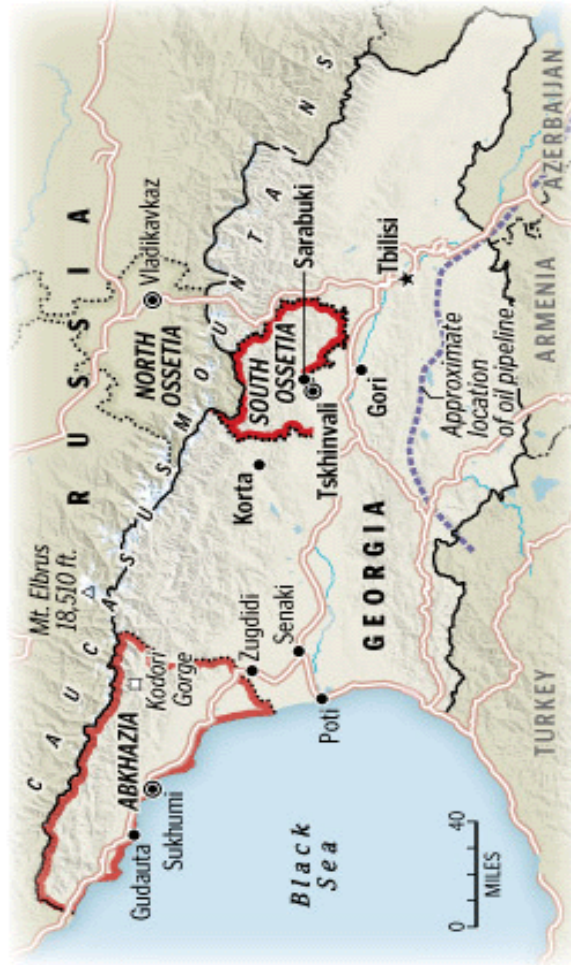 RUSSIA
CAUCASUS MOUNTAINS
Mt. Elbrus
18,510 ft.
NORTH
OSSETIA
Vladikavkaz
ABKHAZIA
Kodori
Gorge
Gudauta
Sukhumi
Zugdidi
Senaki
Poti
Korta
SOUTH
OSSETIA
Sarabuki
Tskhinvali
Gori
Tbilisi
GEORGIA
Black
Sea
Approximate
location
of oil pipeline
TURKEY
ARMENIA
AZERBAIJAN
0 40
MILES